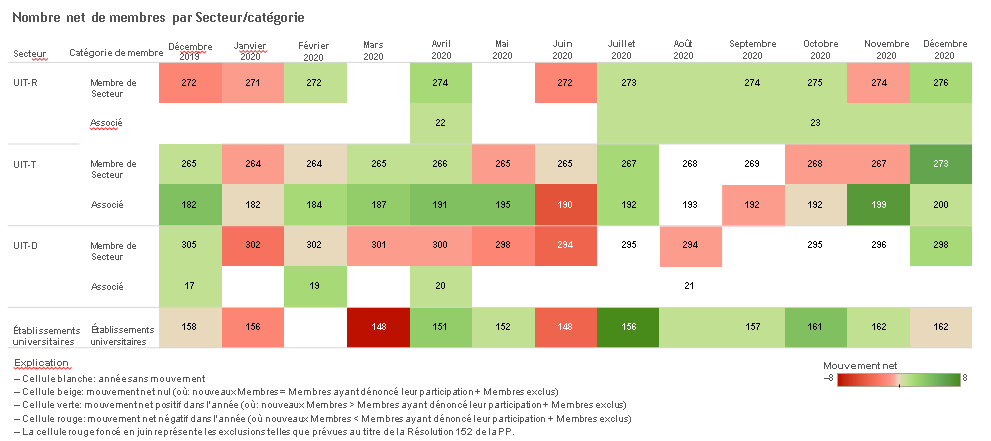 Nombre net de membres par Secteur/catégorie
Secteur Catégorie de membre Décembre 2019 Janvier 2020 Février 2020 Mars 2020 Avril 2020 Mai 2020 Juin 2020 Juillet 2020 Août 2020 Septembre 2020 Octobre 2020 Novembre 2020 Décembre 2020
UIT-R Membre de Secteur 272 271 272 274 272 273 274 275 274 276
Associé 22 23
UIT-T Membre de Secteur 265 264 264 265 266 265 265 267 268 269 268 267 273
Associé 182 182 184 187 191 195 190 192 193 192 192 199 200
UIT-D Membre de Secteur 305 302 302 301 300 298 294 295 294 295 296 298
Associé 17 19 20 21
Établissements universitaires Établissements universitaires 158 156 148 151 152 148 156 157 161 162 162
Explication
– Cellule blanche: année sans mouvement
– Cellule beige: mouvement net nul (où: nouveaux Membres = Membres ayant dénoncé leur participation + Membres exclus)
– Cellule verte: mouvement net positif dans l'année (où: nouveaux Membres > Membres ayant dénoncé leur participation + Membres exclus)
– Cellule rouge: mouvement net négatif dans l'année (où nouveaux Membres < Membres ayant dénoncé leur participation + Membres exclus)
– La cellule rouge foncé en juin représente les exclusions telles que prévues au titre de la Résolution 152 de la PP.
Mouvement net
–8 8